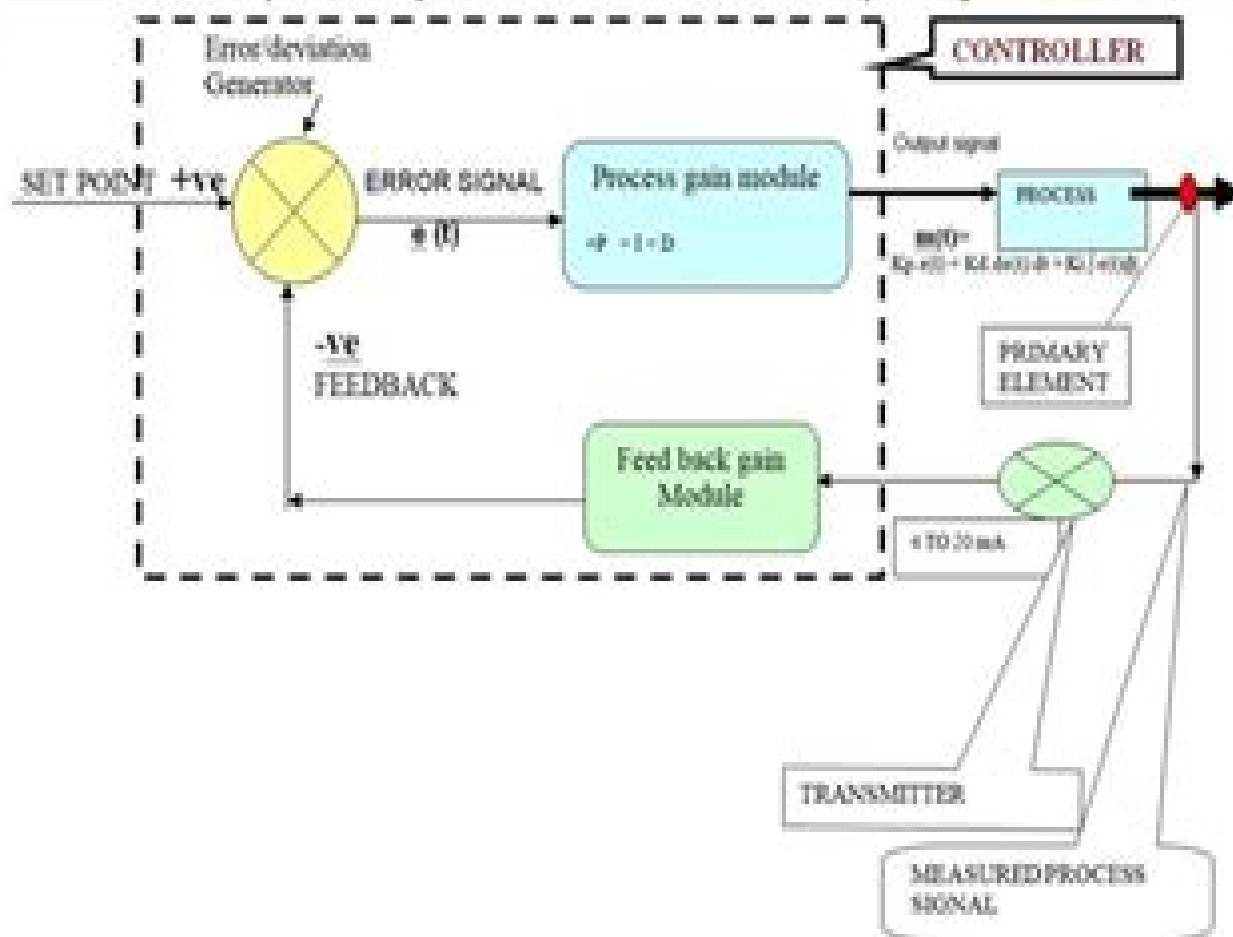 Error/deviation
Generator
CONTROLLER
Output signal
SET POINT +ve
ERROR SIGNAL
e (t)
Process gain module
+P + I + D
PROCESS
m(t)=
-ve
FEEDBACK
PRIMARY
ELEMENT
Feed back gain
Module
4 TO 20 mA
TRANSMITTER
MEASURED PROCESS
SIGNAL